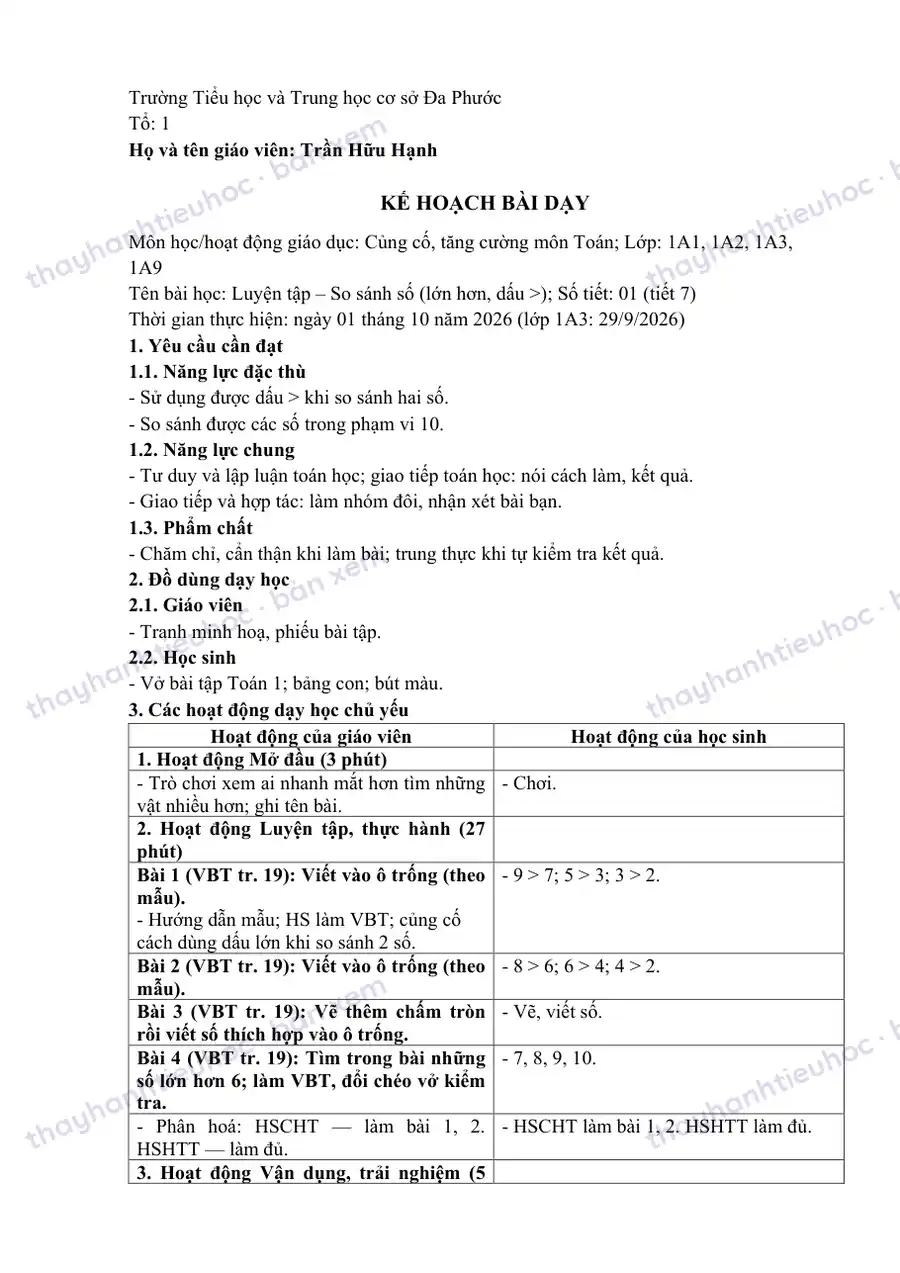 Trường Tiểu học và Trung học cơ sở Đa Phước
Tổ: 1
Họ và tên giáo viên: Trần Hữu Hạnh
KẾ HOẠCH BÀI DẠY
Môn học/hoạt động giáo dục: Củng cố, tăng cường môn Toán; Lớp: 1A1, 1A2, 1A3,
1A9
Tên bài học: Luyện tập – So sánh số (lớn hơn, dấu >); Số tiết: 01 (tiết 7)
Thời gian thực hiện: ngày 01 tháng 10 năm 2026 (lớp 1A3: 29/9/2026)
1. Yêu cầu cần đạt
1.1. Năng lực đặc thù
- Sử dụng được dấu > khi so sánh hai số.
- So sánh được các số trong phạm vi 10.
1.2. Năng lực chung
- Tư duy và lập luận toán học; giao tiếp toán học: nói cách làm, kết quả.
- Giao tiếp và hợp tác: làm nhóm đôi, nhận xét bài bạn.
1.3. Phẩm chất
- Chăm chỉ, cẩn thận khi làm bài; trung thực khi tự kiểm tra kết quả.
2. Đồ dùng dạy học
2.1. Giáo viên
- Tranh minh hoạ, phiếu bài tập.
2.2. Học sinh
- Vở bài tập Toán 1; bảng con; bút màu.
3. Các hoạt động dạy học chủ yếu
Hoạt động của giáo viên
Hoạt động của học sinh
1. Hoạt động Mở đầu (3 phút)
- Trò chơi xem ai nhanh mắt hơn tìm những
vật nhiều hơn; ghi tên bài.
- Chơi.
2. Hoạt động Luyện tập, thực hành (27
phút)
Bài 1 (VBT tr. 19): Viết vào ô trống (theo
mẫu).
- Hướng dẫn mẫu; HS làm VBT; củng cố
cách dùng dấu lớn khi so sánh 2 số.
- 9 > 7; 5 > 3; 3 > 2.
Bài 2 (VBT tr. 19): Viết vào ô trống (theo
mẫu).
- 8 > 6; 6 > 4; 4 > 2.
Bài 3 (VBT tr. 19): Vẽ thêm chấm tròn
rồi viết số thích hợp vào ô trống.
- Vẽ, viết số.
Bài 4 (VBT tr. 19): Tìm trong bài những
số lớn hơn 6; làm VBT, đổi chéo vở kiểm
tra.
- 7, 8, 9, 10.
- Phân hoá: HSCHT — làm bài 1, 2.
HSHTT — làm đủ.
- HSCHT làm bài 1, 2. HSHTT làm đủ.
3. Hoạt động Vận dụng, trải nghiệm (5
thayhanhtieuhoc · bản xem
thayhanhtieuhoc · b
thayhanhtieuhoc · bản xem
thayhanhtieuhoc · b
thayhanhtieuhoc · bản xem
thayhanhtieuhoc · b